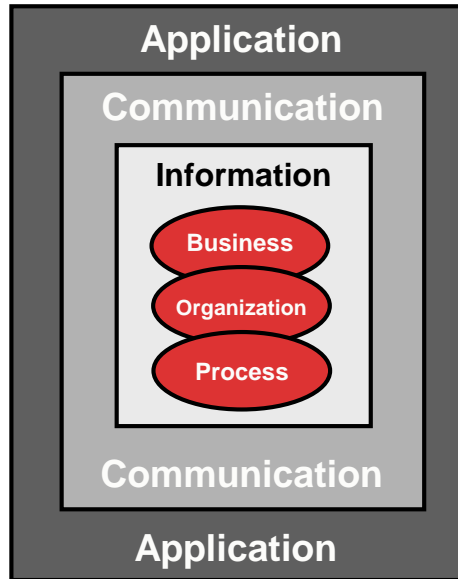 Application
Communication
Information
Business
Organization
Process
Communication
Application